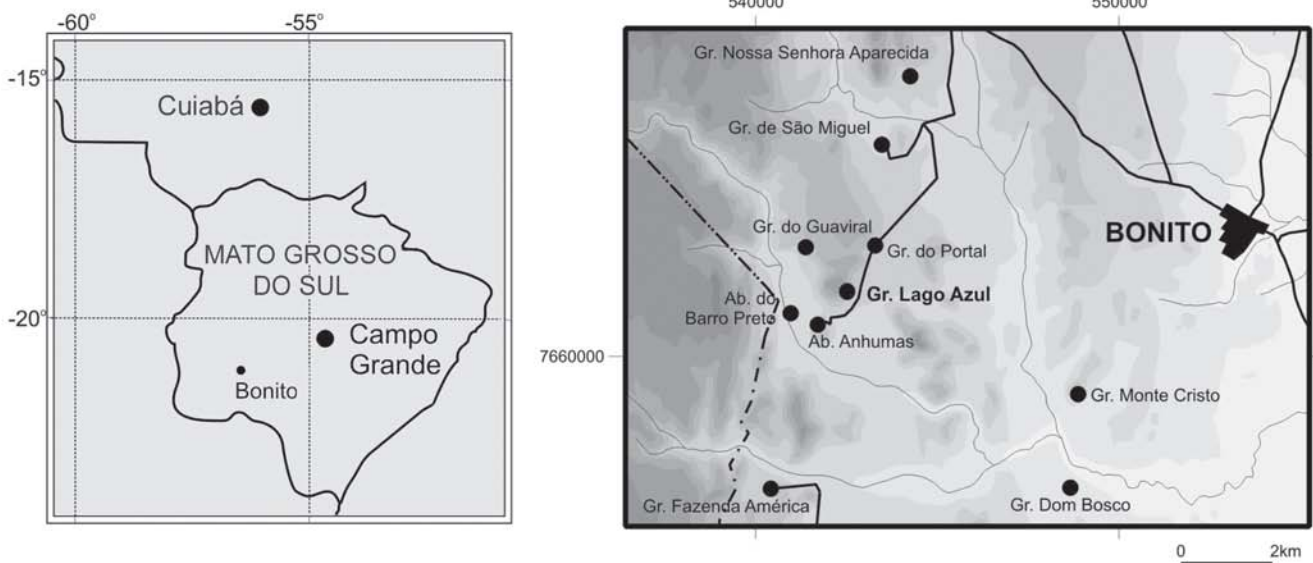 -60°
-55°
-15°
Cuiabá
MATO GROSSO
DO SUL
-20°
Campo
Grande
Bonito
540000
550000
Gr. Nossa Senhora Aparecida
Gr. de São Miguel
Gr. do Guaviral
BONITO
Gr. do Portal
Gr. Lago Azul
Ab. do
Barro Preto
Ab. Anhumas
7660000
Gr. Monte Cristo
Gr. Fazenda América
Gr. Dom Bosco
0
2km